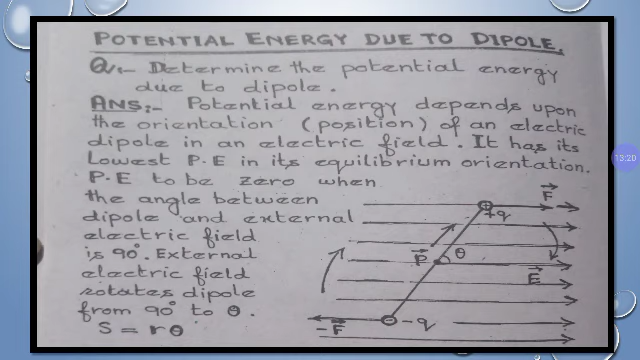 POTENTIAL ENERGY DUE TO DIPOLE.
Q:- Determine the potential energy
due to dipole.
ANS:- Potential energy depends upon
the orientation (position) of an electric
dipole in an electric field. It has its
Lowest P.E in its equilibrium orientation.
P.E to be zero when
the angle between
dipole and external
electric field
is 90°. External
electric field
rotates dipole
from 90° to θ.
S = rθ
F
+q
P
θ
E
-F
-q
13:20